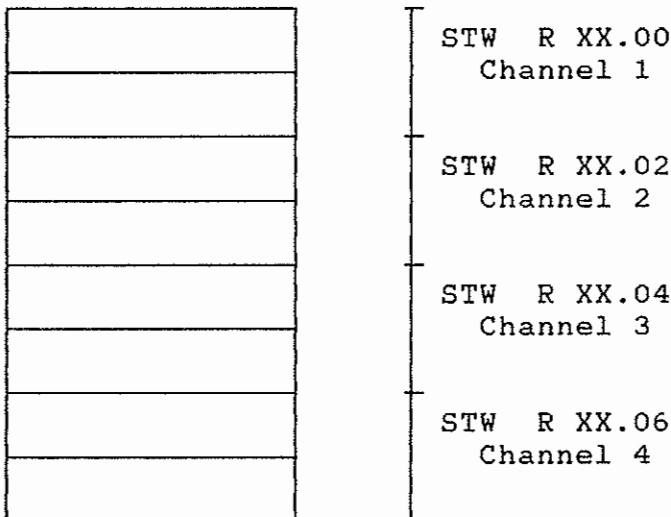 STW R XX.00
Channel 1
STW R XX.02
Channel 2
STW R XX.04
Channel 3
STW R XX.06
Channel 4